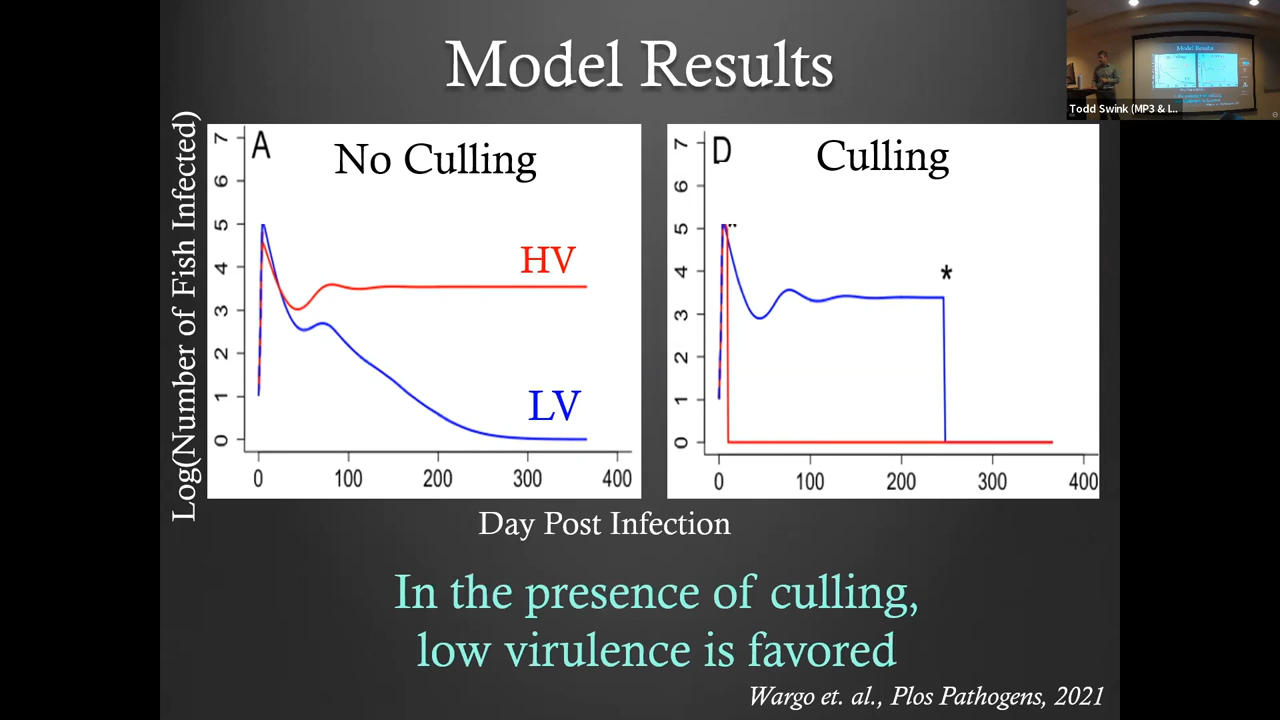 Model Results
Todd Swink (MP3 & I...
A
No Culling
HV
LV
Log(Number of Fish Infected)
7
6
5
4
3
2
1
0
0 100 200 300 400
D
Culling
*
7
6
5
4
3
2
1
0
0 100 200 300 400
Day Post Infection
In the presence of culling,
low virulence is favored
Wargo et. al., Plos Pathogens, 2021